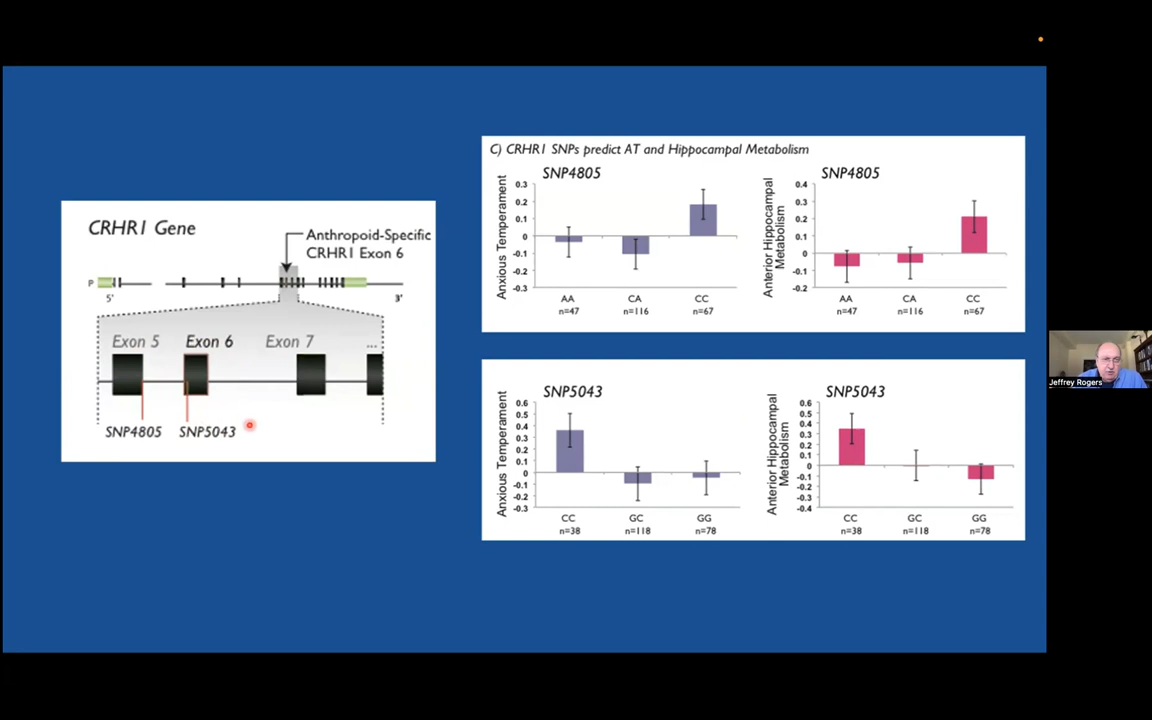 CRHR1 Gene
Anthropoid-Specific
CRHR1 Exon 6
P
5'
3'
Exon 5
Exon 6
Exon 7
...
SNP4805
SNP5043
C) CRHR1 SNPs predict AT and Hippocampal Metabolism
SNP4805
Anxious Temperament
0.3
0.2
0.1
0
-0.1
-0.2
-0.3
AA
CA
CC
n=47
n=116
n=67
SNP4805
Anterior Hippocampal
Metabolism
0.4
0.3
0.2
0.1
0
-0.1
-0.2
AA
CA
CC
n=47
n=116
n=67
SNP5043
Anxious Temperament
0.6
0.5
0.4
0.3
0.2
0.1
0
-0.1
-0.2
-0.3
CC
GC
GG
n=38
n=118
n=78
SNP5043
Anterior Hippocampal
Metabolism
0.6
0.5
0.4
0.3
0.2
0.1
0
-0.1
-0.2
-0.3
-0.4
CC
GC
GG
n=38
n=118
n=78
Jeffrey Rogers